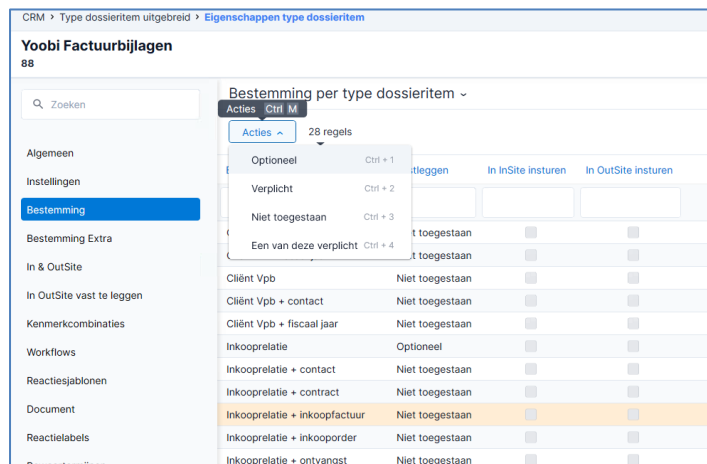 CRM > Type dossieritem uitgebreid > Eigenschappen type dossieritem
Yoobi Factuurbijlagen
88
Zoeken
Algemeen
Instellingen
Bestemming
Bestemming Extra
In & OutSite
In OutSite vast te leggen
Kenmerkcombinaties
Workflows
Reactiesjablonen
Document
Reactielabels
Bestemming per type dossieritem
Acties Ctrl M
Acties 28 regels
Optioneel Ctrl + 1
Verplicht Ctrl + 2
Niet toegestaan Ctrl + 3
Een van deze verplicht Ctrl + 4
In InSite insturen In OutSite insturen
toegestaan
Niet toegestaan
Cliënt Vpb Niet toegestaan
Cliënt Vpb + contact Niet toegestaan
Cliënt Vpb + fiscaal jaar Niet toegestaan
Inkooprelatie Optioneel
Inkooprelatie + contact Niet toegestaan
Inkooprelatie + contract Niet toegestaan
Inkooprelatie + inkoopfactuur Niet toegestaan
Inkooprelatie + inkooporder Niet toegestaan
Inkooprelatie + ontvangst Niet toegestaan